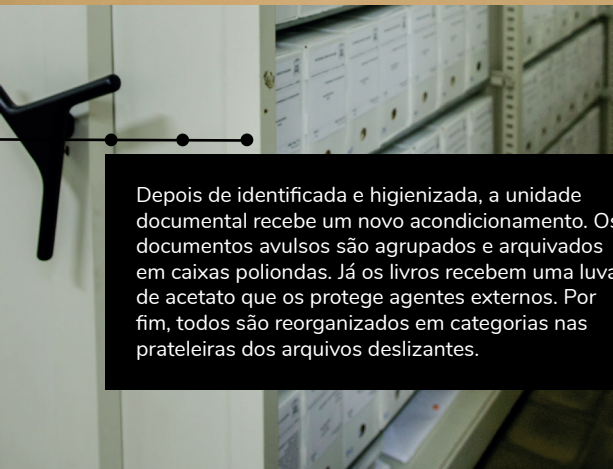 Depois de identificada e higienizada, a unidade
documental recebe um novo acondicionamento. Os
documentos avulsos são agrupados e arquivados
em caixas poliondas. Já os livros recebem uma luva
de acetato que os protege agentes externos. Por
fim, todos são reorganizados em categorias nas
prateleiras dos arquivos deslizantes.